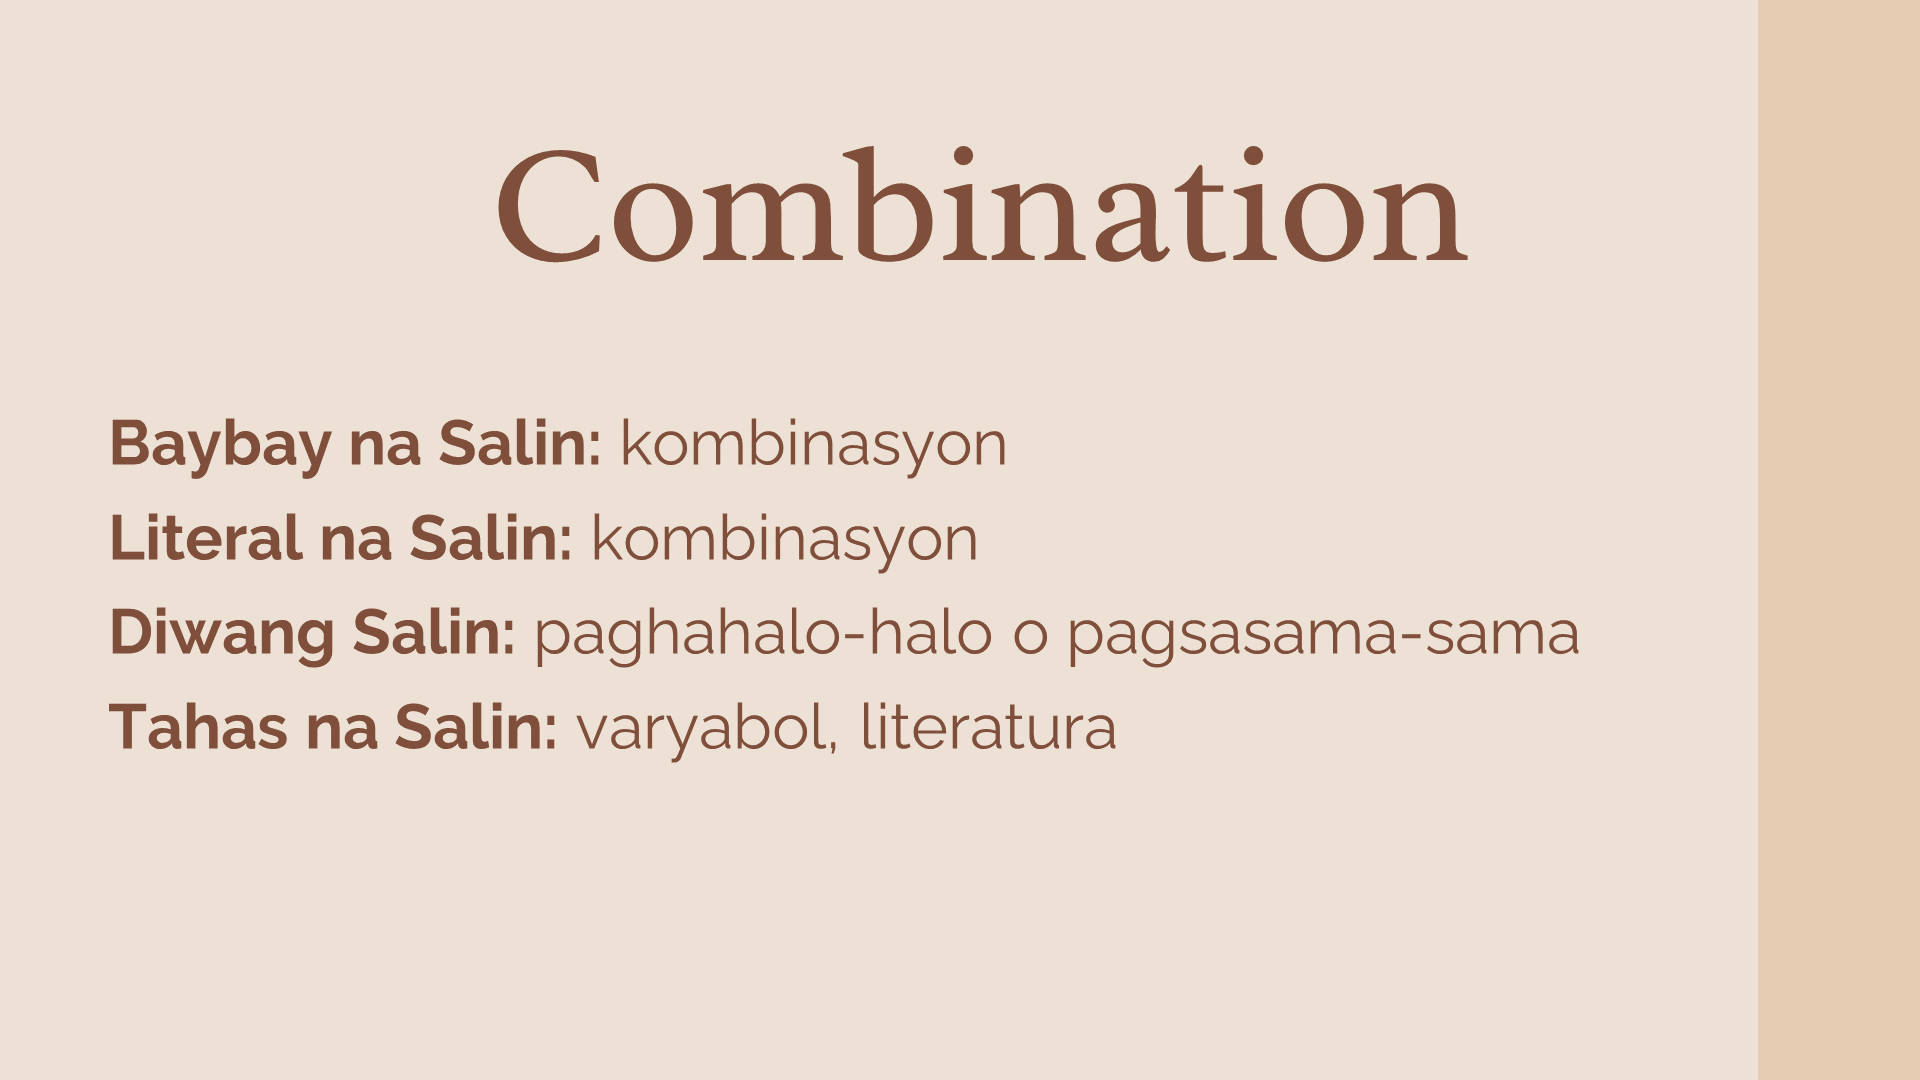 Combination
Baybay na Salin: kombinasyon
Literal na Salin: kombinasyon
Diwang Salin: paghahalo-halo o pagsasama-sama
Tahas na Salin: varyabol, literatura